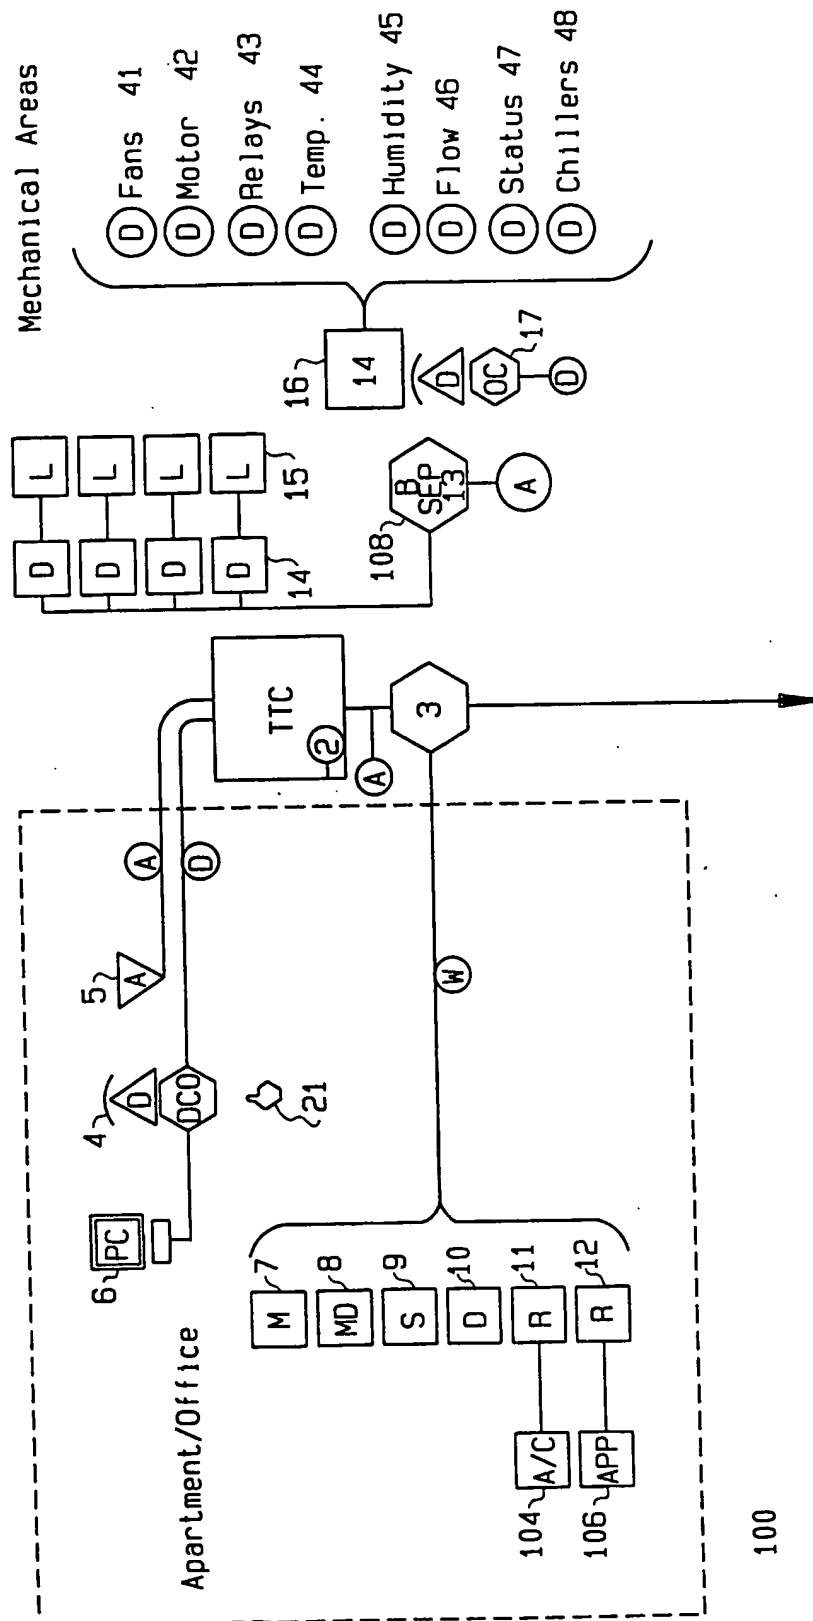 Mechanical Areas
D Fans 41
D Motor 42
D Relays 43
D Temp. 44
D Humidity 45
D Flow 46
D Status 47
D Chillers 48
16
14
D
OC
17
D
D L
D L
D L
D L
14
15
108
B
SEP
13
A
TTC
2
A
3
A
D
5
A
4
D
DCO
21
6
PC
W
Apartment/Office
M 7
MD 8
S 9
D 10
R 11
R 12
104 A/C
106 APP
100